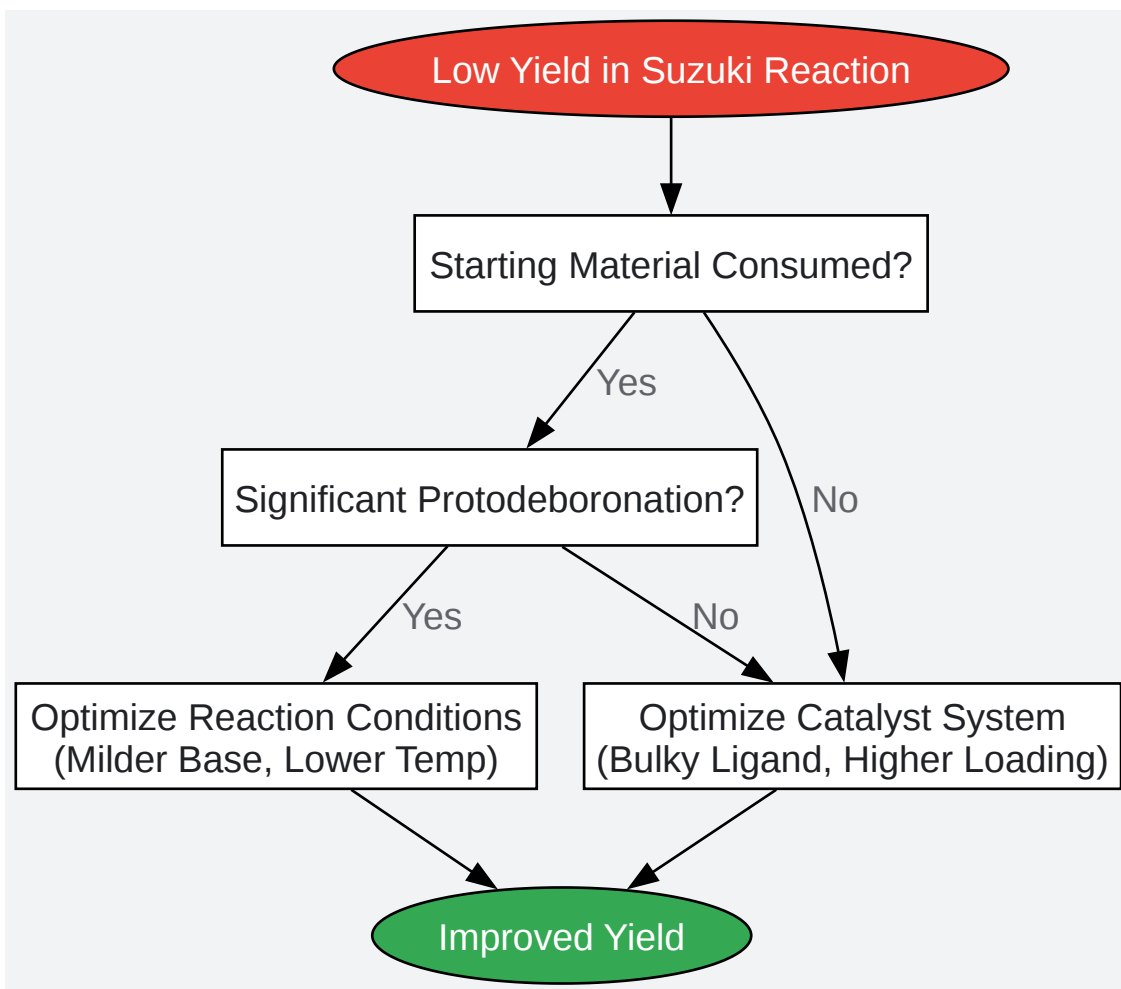 Low Yield in Suzuki Reaction
Starting Material Consumed?
Yes
No
Significant Protodeboronation?
Yes
No
Optimize Reaction Conditions
(Milder Base, Lower Temp)
Optimize Catalyst System
(Bulky Ligand, Higher Loading)
Improved Yield